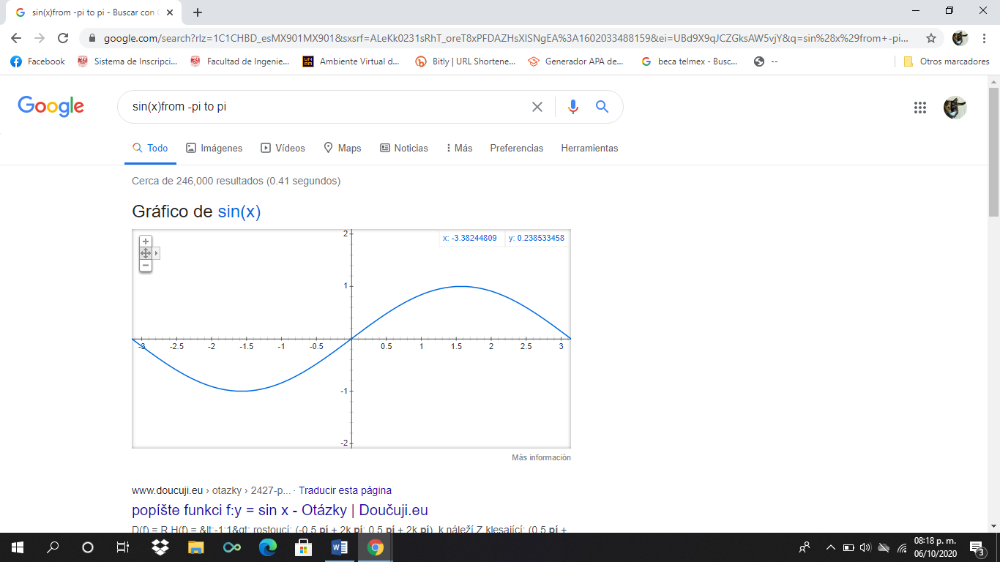 sin(x)from -pi to pi - Buscar con G
google.com/search?rlz=1C1CHBD_esMX901MX901&sxsrf=ALeKk0231sRhT_oreT8xPFDAZHsXISNgEA%3A1602033488159&ei=UBd9X9qJCZGksAW5vjY&q=sin%28x%29from+-pi...
Facebook
Sistema de Inscripci...
Facultad de Ingenie...
UN AM
Ambiente Virtual d...
Bitly | URL Shortene...
Generador APA de...
beca telmex - Busc...
--
Otros marcadores
Google
sin(x)from -pi to pi
Todo
Imágenes
Vídeos
Maps
Noticias
Más
Preferencias
Herramientas
Cerca de 246,000 resultados (0.41 segundos)
Gráfico de sin(x)
x: -3.38244809 y: 0.238533458
2
1
-3 -2.5 -2 -1.5 -1 -0.5 0 0.5 1 1.5 2 2.5 3
-1
-2
Más información
www.doucuji.eu › otazky › 2427-p... · Traducir esta página
popíšte funkci f:y = sin x - Otázky | Doučuji.eu
D(f) = R H(f) = &lt;-1;1&gt; rostoucí: (-0,5 pi + 2k pi; 0,5 pi + 2k pi), k náleží Z klesající: (0,5 pi +
08:18 p. m.
06/10/2020
3